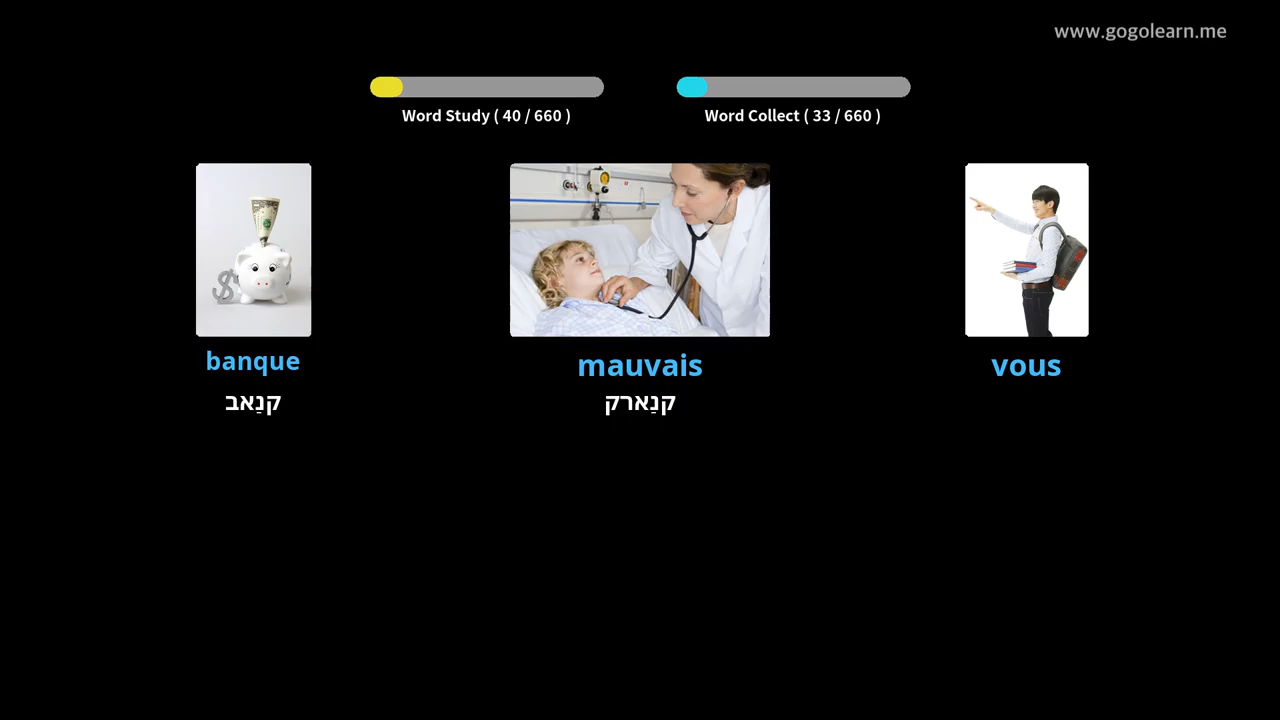 www.gogolearn.me
Word Study ( 40 / 660 )
Word Collect ( 33 / 660 )
banque
mauvais
vous
קנַאב
קנַארק